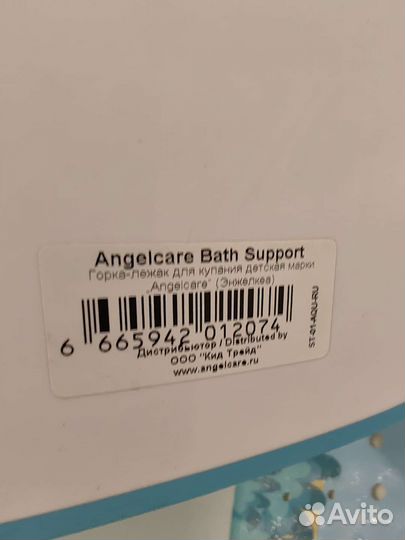 Angelcare Bath Support
Горка-лежак для купания детская марки
„Angelcare" (Энжелкеа)
6 665942 012074
Дистрибьютор / Distributed by
ООО "Кид Трейд"
www.angelcare.ru
ST-01-AQU-RU
Avito